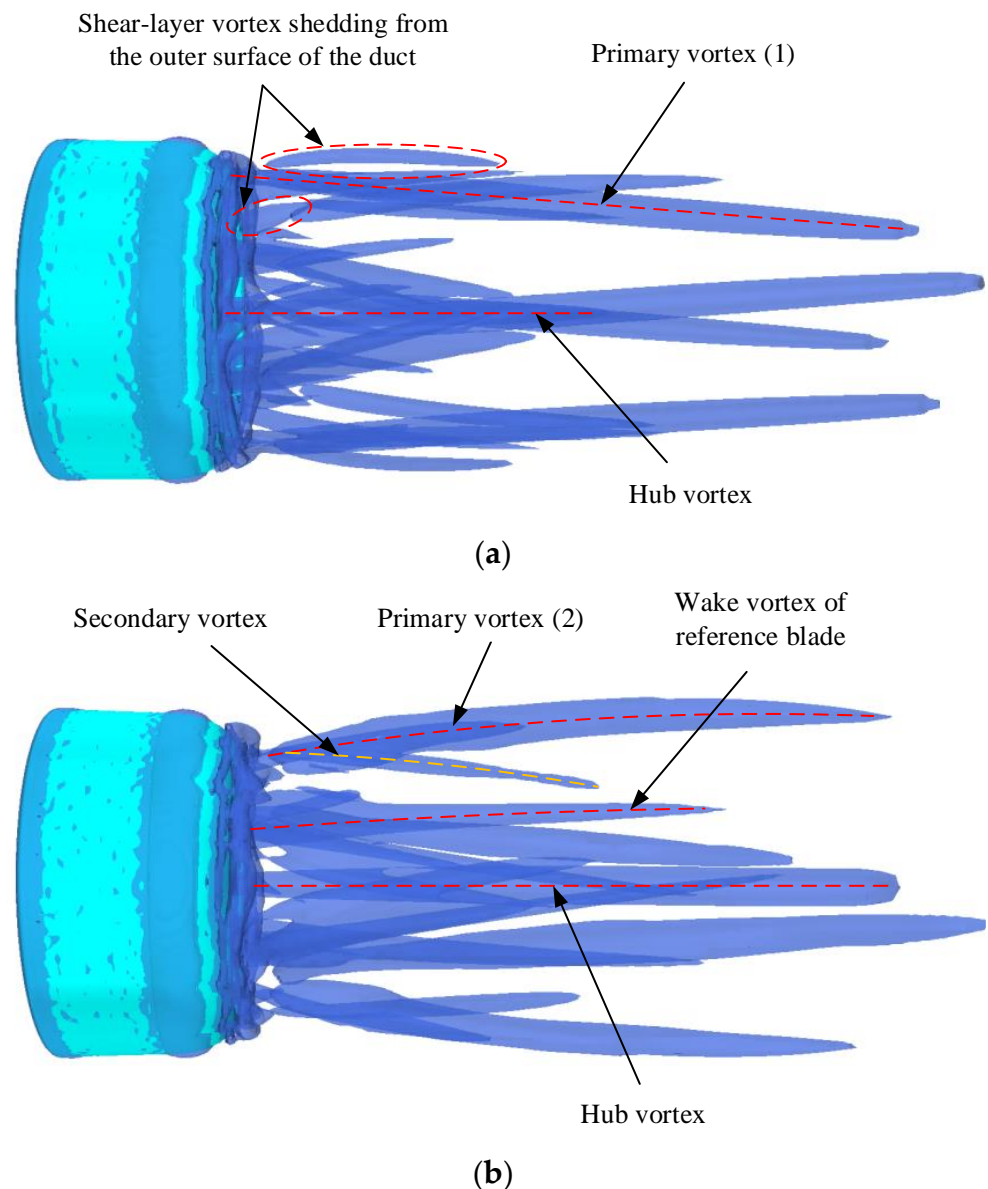 Shear-layer vortex shedding from
the outer surface of the duct
Primary vortex (1)
Hub vortex
(a)
Secondary vortex
Primary vortex (2)
Wake vortex of
reference blade
Hub vortex
(b)